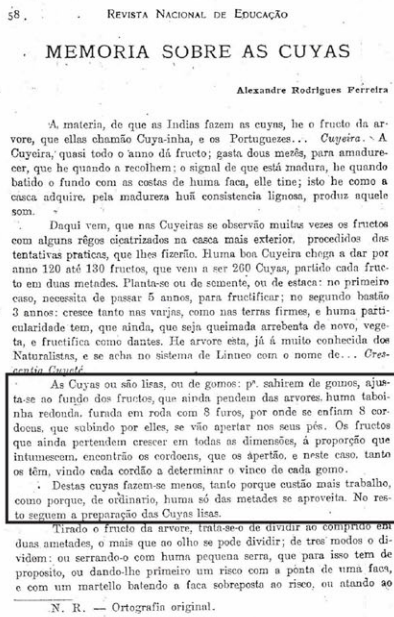 58 . REVISTA NACIONAL DE EDUCAÇÃO
MEMORIA SOBRE AS CUYAS
Alexandre Rodrigues Ferreira
A materia, de que as Indias fazem as cuyas, he o fructo da ar-
vore, que ellas chamão Cuya-inha, e os Portuguezes... Cuyeira. A
Cuyeira, quasi todo o anno dá fructo; gasta dous mezês, para amadure-
cer, que he quando a recolhem; o signal de que está madura, he quando
batido o fundo com as costas de huma faca, elle tine; isto he como a
casca adquire, pela madureza huã consistencia lignosa, produz aquele
som.
Daqui vem, que nas Cuyeiras se observão muitas vezes os fructos
com alguns rêgos cicatrizados na casca mais exterior, procedidos das
tentativas praticas, que lhes fizerão. Huma boa Cuyeira chega a dar por
anno 120 até 130 fructos, que vem a ser 260 Cuyas, partido cada fruc-
to em duas metades. Planta-se ou de semente, ou de estaca: no primeiro
caso, necessita de passar 5 annos, para fructificar; no segundo bastão
3 annos: cresce tanto nas varjas, como nas terras firmes, e huma parti-
cularidade tem, que ainda, que seja queimada arrebenta de novo, vege-
ta, e fructifica como dantes. He arvore esta, já á muito conhecida dos
Naturalistas, e se acha no sistema de Linneo com o nome de... Cres-
centia Cuyeté.
As Cuyas ou são lisas, ou de gomos: pª. sahirem de gomos, ajus-
ta-se no fundo dos fructos, que ainda pendem das arvores, huma taboi-
nha redonda, furada em roda com 8 furos, por onde se enfiam 8 cor-
doens, que subindo por elles, se vão apertar nos seus pés. Os fructos
que ainda pertendem crescer em todas as dimensões, á proporção que
intumescem, encontrão os cordoens, que os ápertão, e neste caso, tanto
os têm, vindo cada cordão a determinar o vinco de cada gomo.
Destas cuyas fazem-se menos, tanto porque custão mais trabalho,
como porque, de ordinario, huma só das metades se aproveita. No res-
to seguem a preparação das Cuyas lisas.
Tirado o fructo da arvore, trata-se-o de dividir ao comprido em
duas ametades, o mais que ao olho se pode dividir; de tres modos o di-
videm: ou serrando-o com huma pequena serra, que para isso tem de
proposito, ou dando-lhe primeiro um risco com a pônta de uma faca,
e com um martello batendo a faca sobreposta ao risco, ou atando ao
N. R. — Ortografia original.